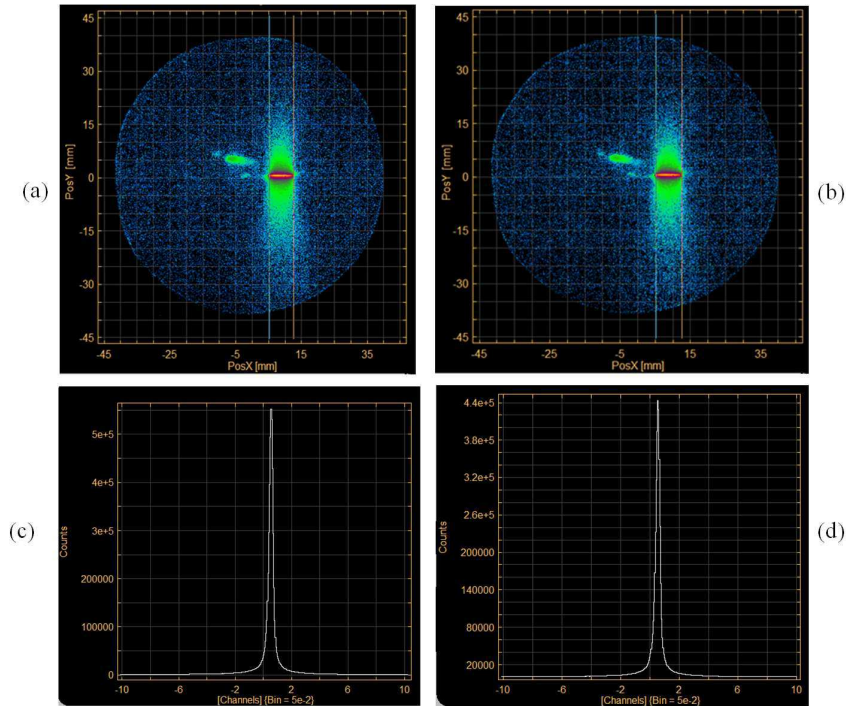 (a)
45
30
15
0
-15
-30
-45
PosY [mm]
-45
-25
-5
15
35
PosX [mm]
(b)
45
30
15
0
-15
-30
-45
PosY [mm]
-45
-25
-5
15
35
PosX [mm]
(c)
5e+5
4e+5
3e+5
200000
100000
0
Counts
-10
-6
-2
2
6
10
[Channels] {Bin = 5e-2}
(d)
4.4e+5
3.8e+5
3.2e+5
2.6e+5
200000
140000
80000
20000
Counts
-10
-6
-2
2
6
10
[Channels] {Bin = 5e-2}